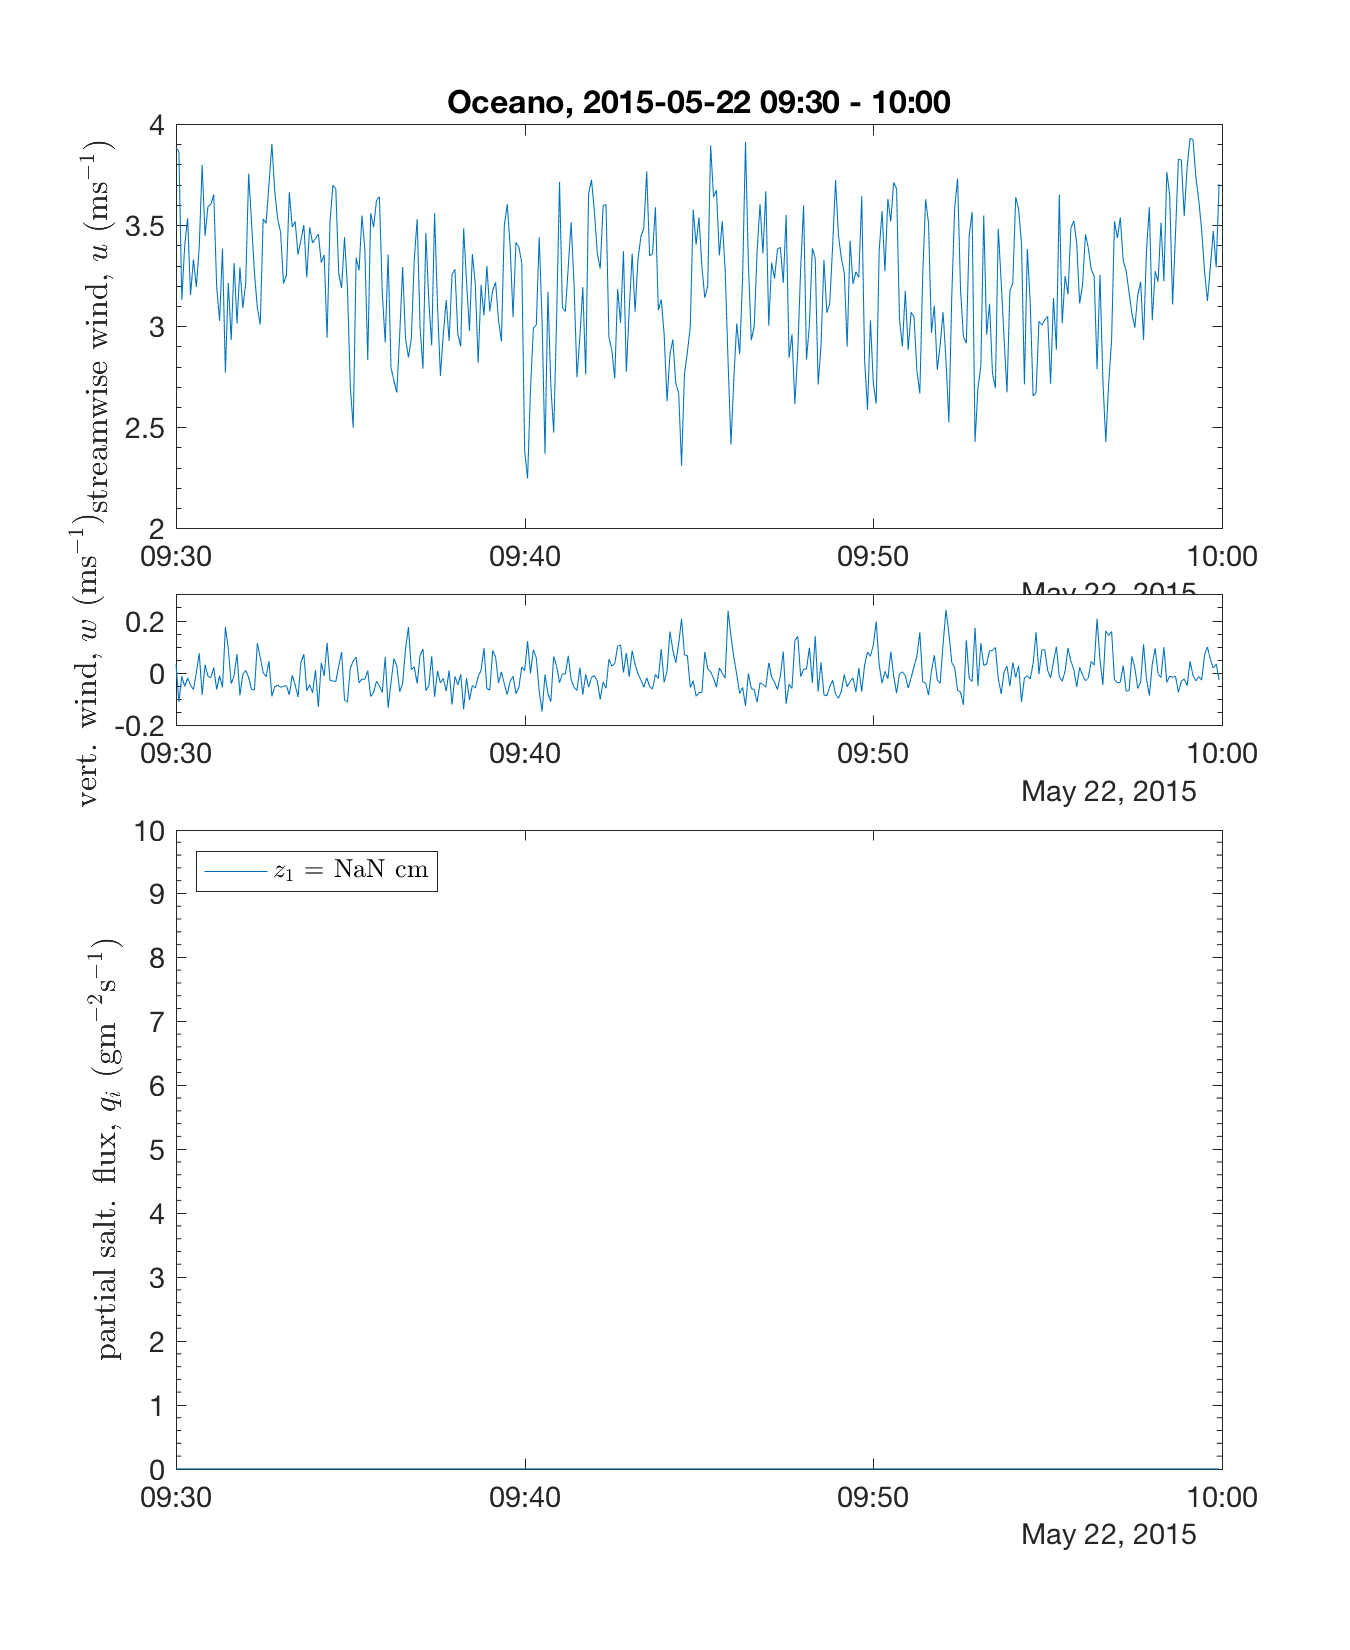 Oceano, 2015-05-22 09:30 - 10:00
streamwise wind, u (ms⁻¹)
4
3.5
3
2.5
2
09:30 09:40 09:50 10:00
May 22, 2015
vert. wind, w (ms⁻¹)
0.2
0
-0.2
09:30 09:40 09:50 10:00
May 22, 2015
partial salt. flux, qᵢ (gm⁻²s⁻¹)
10
9
8
7
6
5
4
3
2
1
0
z₁ = NaN cm
09:30 09:40 09:50 10:00
May 22, 2015